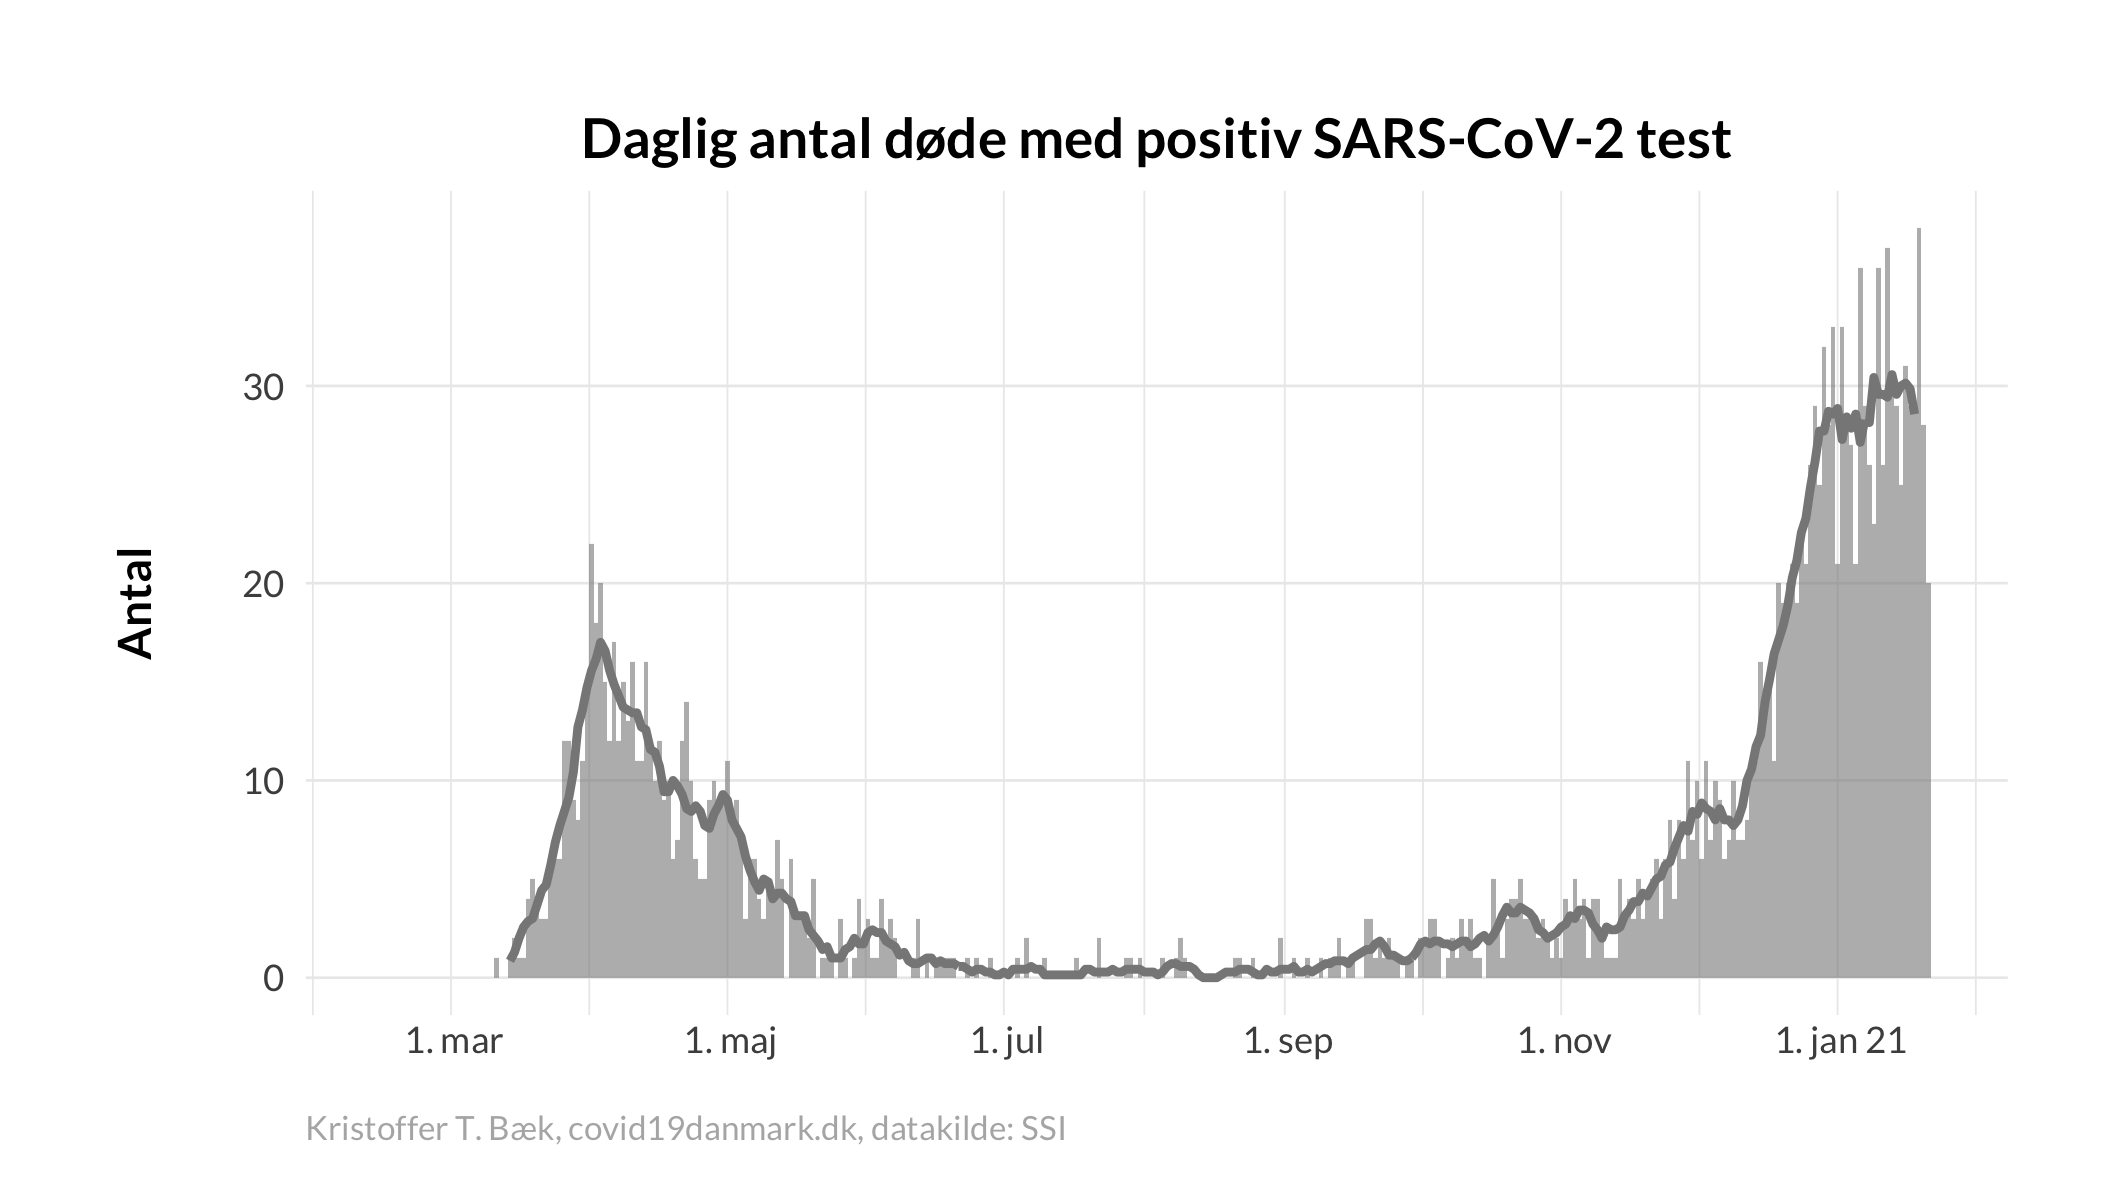 Daglig antal døde med positiv SARS-CoV-2 test
Antal
30
20
10
0
1. mar 1. maj 1. jul 1. sep 1. nov 1. jan 21
Kristoffer T. Bæk, covid19danmark.dk, datakilde: SSI